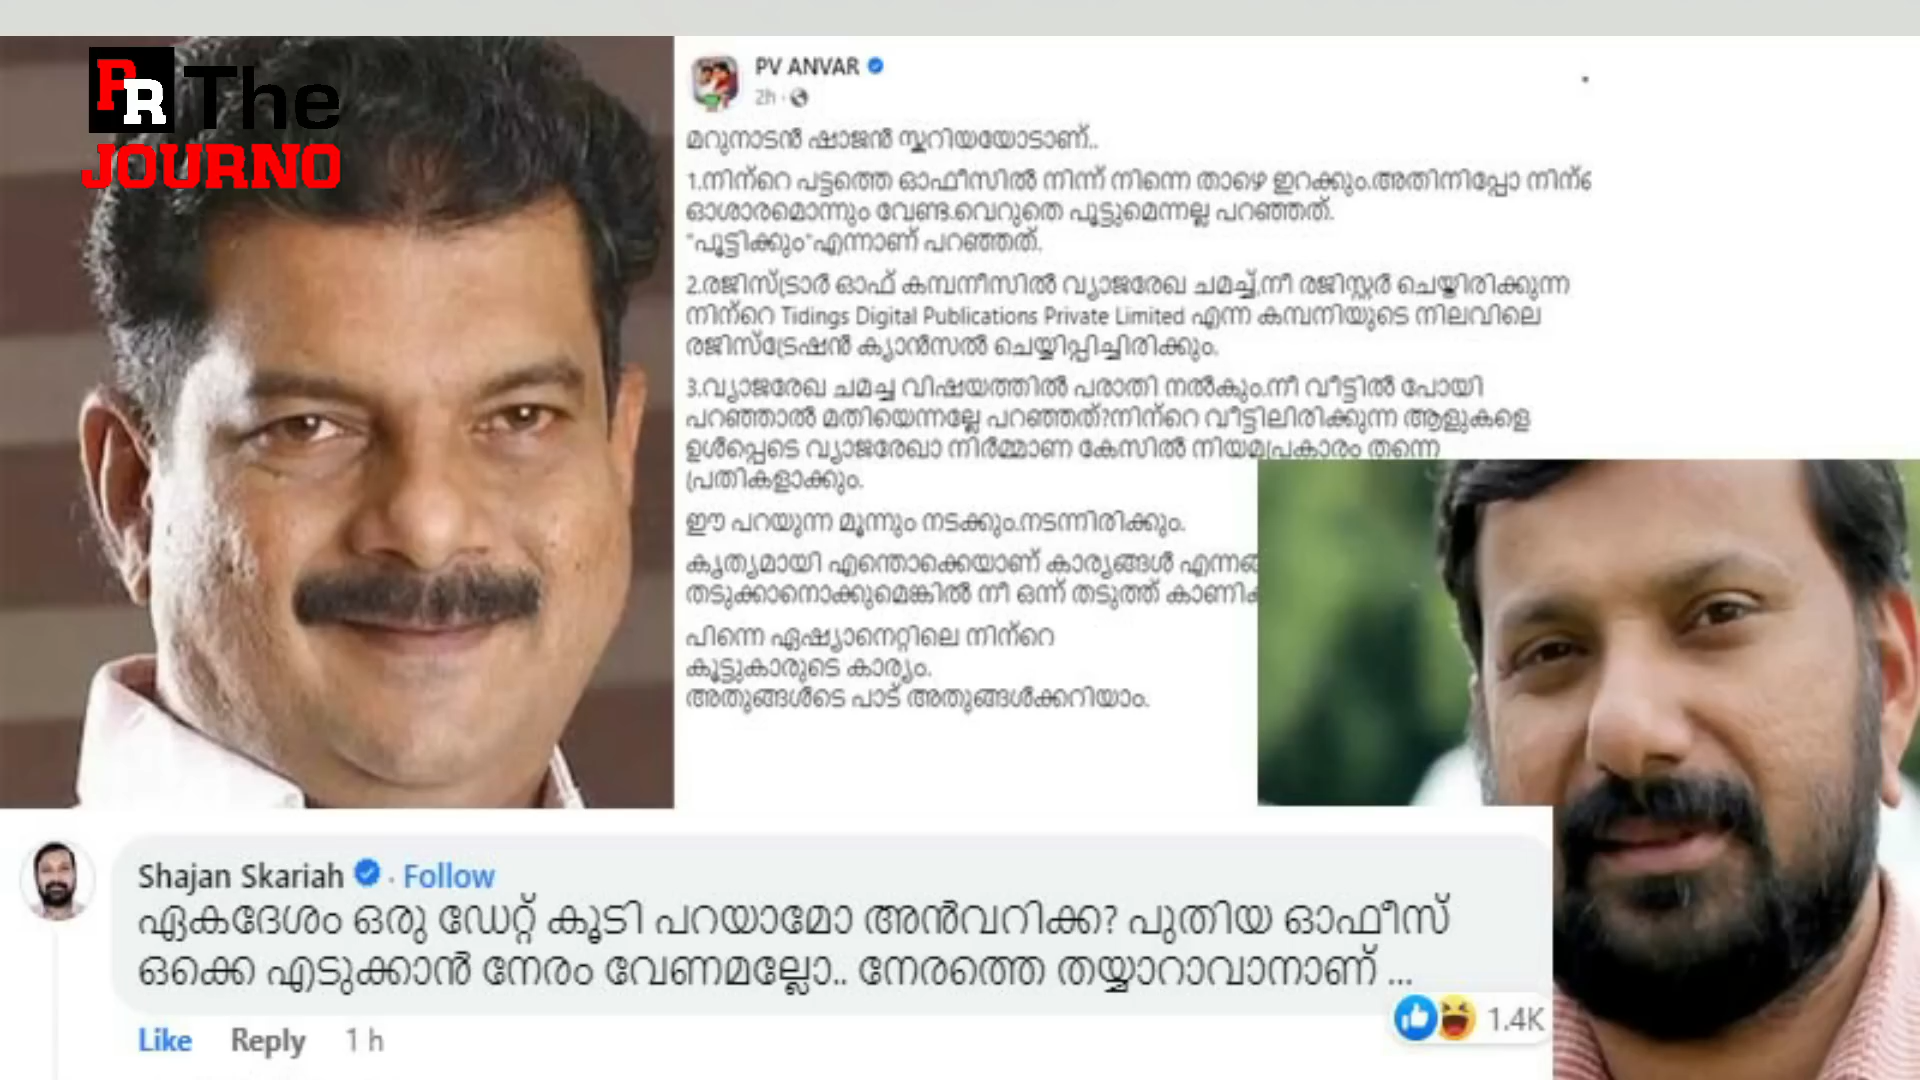 PR The
JOURNO
PV ANVAR
2h ·
മറുനാടൻ ഷാജൻ സ്കറിയയോടാണ്..
1.നിന്റെ പട്ടത്തെ ഓഫീസിൽ നിന്ന് നിന്നെ താഴെ ഇറക്കും.അതിനിപ്പോ
ഓശാരമൊന്നും വേണ്ട.വെറുതെ പൂട്ടുമെന്നല്ല പറഞ്ഞത്.
"പൂട്ടിക്കും"എന്നാണ് പറഞ്ഞത്.
2.രജിസ്ട്രാർ ഓഫ് കമ്പനീസിൽ വ്യാജരേഖ ചമച്ച്,നീ രജിസ്റ്റർ ചെയ്തിരിക്കുന്ന
നിന്റെ Tidings Digital Publications Private Limited എന്ന കമ്പനിയുടെ നിലവിലെ
രജിസ്ട്രേഷൻ ക്യാൻസൽ ചെയ്യിപ്പിച്ചിരിക്കും.
3.വ്യാജരേഖ ചമച്ച വിഷയത്തിൽ പരാതി നൽകും.നീ വീട്ടിൽ പോയി
പറഞ്ഞാൽ മതിയെന്നല്ലേ പറഞ്ഞത്?നിന്റെ വീട്ടിലിരിക്കുന്ന ആളുകളെ
ഉൾപ്പെടെ വ്യാജരേഖാ നിർമ്മാണ കേസിൽ നിയമപ്രകാരം തന്നെ
പ്രതികളാക്കും.
ഈ പറയുന്ന മൂന്നും നടക്കും.നടന്നിരിക്കും.
കൃത്യമായി എന്തൊക്കെയാണ് കാര്യങ്ങൾ
തടുക്കാനൊക്കുമെങ്കിൽ നീ ഒന്ന് തടുത്ത്
പിന്നെ ഏഷ്യാനെറ്റിലെ നിന്റെ
കൂട്ടുകാരുടെ കാര്യം.
അതുങ്ങൾടെ പാട് അതുങ്ങൾക്കറിയാം.
Shajan Skariah · Follow
ഏകദേശം ഒരു ഡേറ്റ് കൂടി പറയാമോ അൻവറിക്ക? പുതിയ ഓഫീസ്
ഒക്കെ എടുക്കാൻ നേരം വേണമല്ലോ.. നേരത്തെ തയ്യാറാവാനാണ് ...
1.4K
Like Reply 1 h